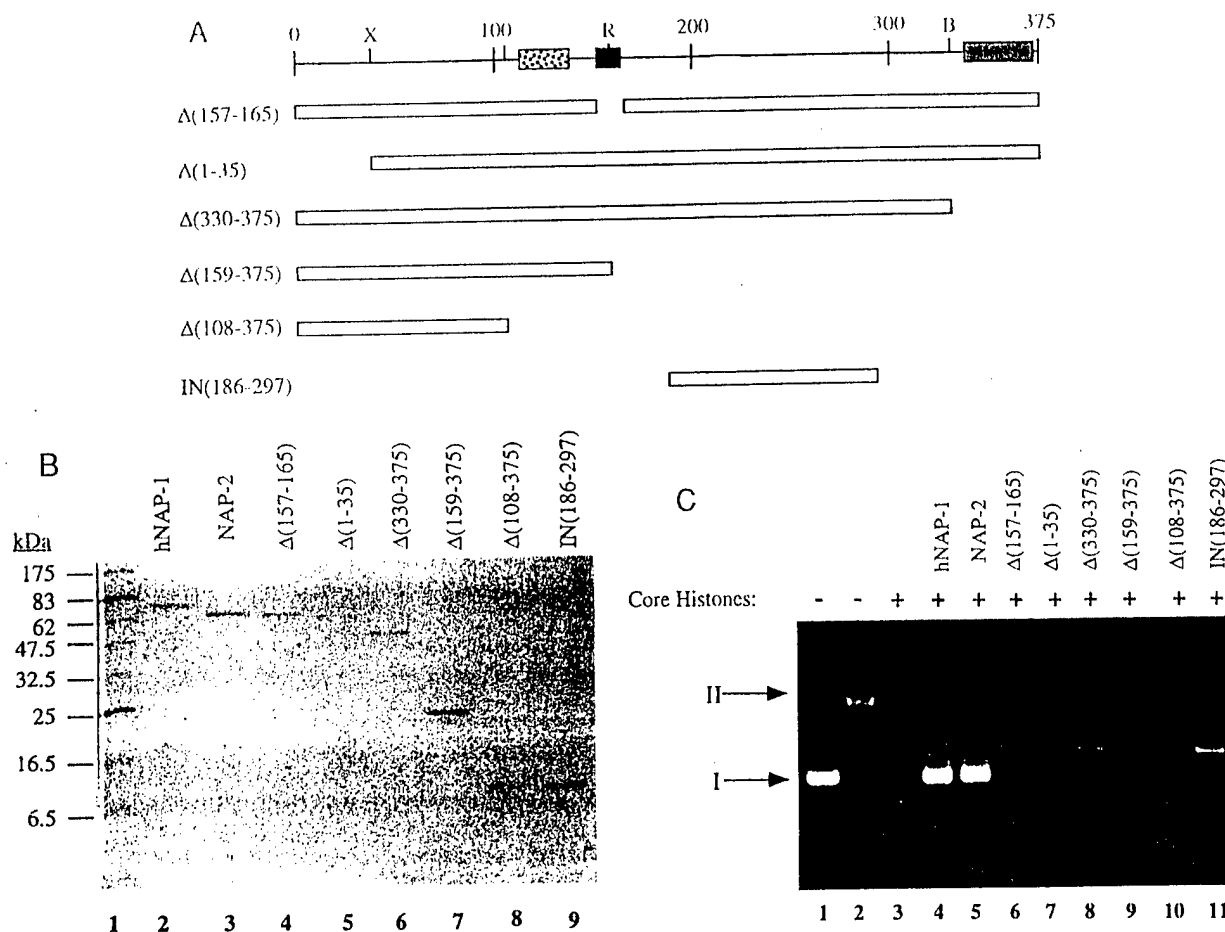 A
0 X 100 R 200 300 B 375
Δ(157-165)
Δ(1-35)
Δ(330-375)
Δ(159-375)
Δ(108-375)
IN(186-297)
B
kDa
hNAP-1
NAP-2
Δ(157-165)
Δ(1-35)
Δ(330-375)
Δ(159-375)
Δ(108-375)
IN(186-297)
175
83
62
47.5
32.5
25
16.5
6.5
1 2 3 4 5 6 7 8 9
C
hNAP-1
NAP-2
Δ(157-165)
Δ(1-35)
Δ(330-375)
Δ(159-375)
Δ(108-375)
IN(186-297)
Core Histones: - - + + + + + + + + +
II
I
1 2 3 4 5 6 7 8 9 10 11